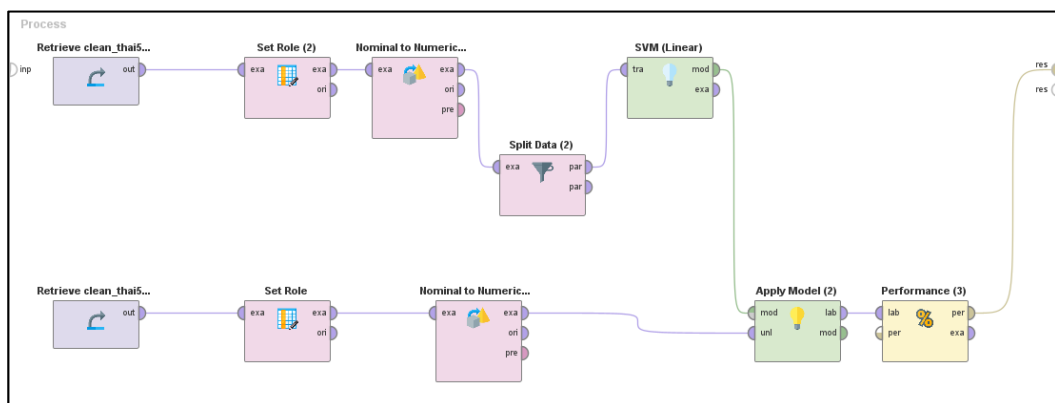 Process
inp
Retrieve clean_thai5...
out
Set Role (2)
exa
exa
ori
Nominal to Numeric...
exa
exa
ori
pre
Split Data (2)
exa
par
par
SVM (Linear)
tra
mod
exa
res
res
Retrieve clean_thai5...
out
Set Role
exa
exa
ori
Nominal to Numeric...
exa
exa
ori
pre
Apply Model (2)
mod
lab
unl
mod
Performance (3)
lab
per
per
exa